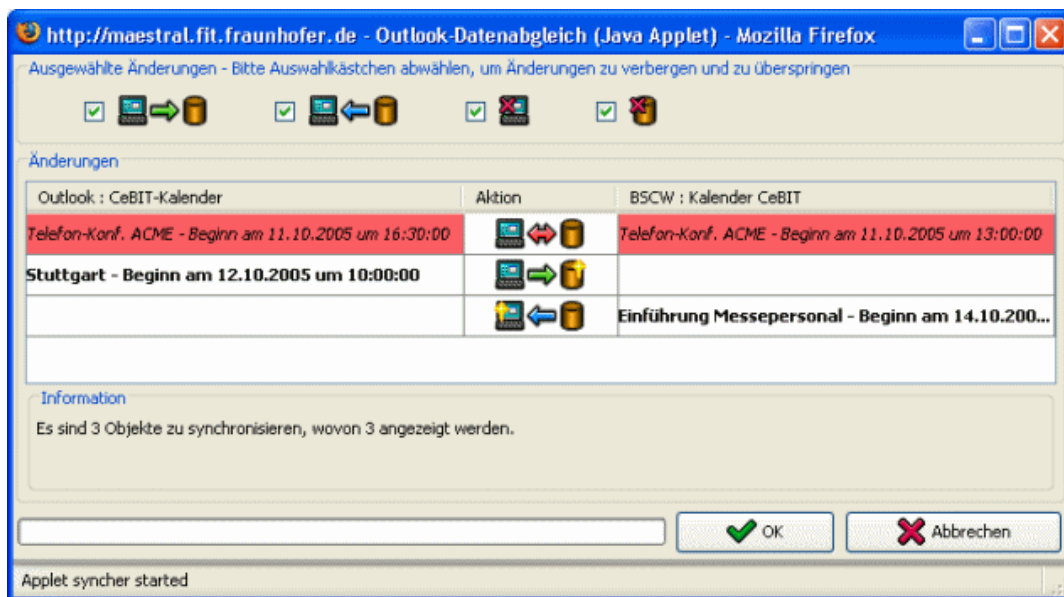 http://maestral.fit.fraunhofer.de - Outlook-Datenabgleich (Java Applet) - Mozilla Firefox
Ausgewählte Änderungen - Bitte Auswahlkästchen abwählen, um Änderungen zu verbergen und zu überspringen
Änderungen
Outlook : CeBIT-Kalender Aktion BSCW : Kalender CeBIT
Telefon-Konf. ACME - Beginn am 11.10.2005 um 16:30:00 Telefon-Konf. ACME - Beginn am 11.10.2005 um 13:00:00
Stuttgart - Beginn am 12.10.2005 um 10:00:00
Einführung Messepersonal - Beginn am 14.10.200...
Information
Es sind 3 Objekte zu synchronisieren, wovon 3 angezeigt werden.
OK Abbrechen
Applet syncher started